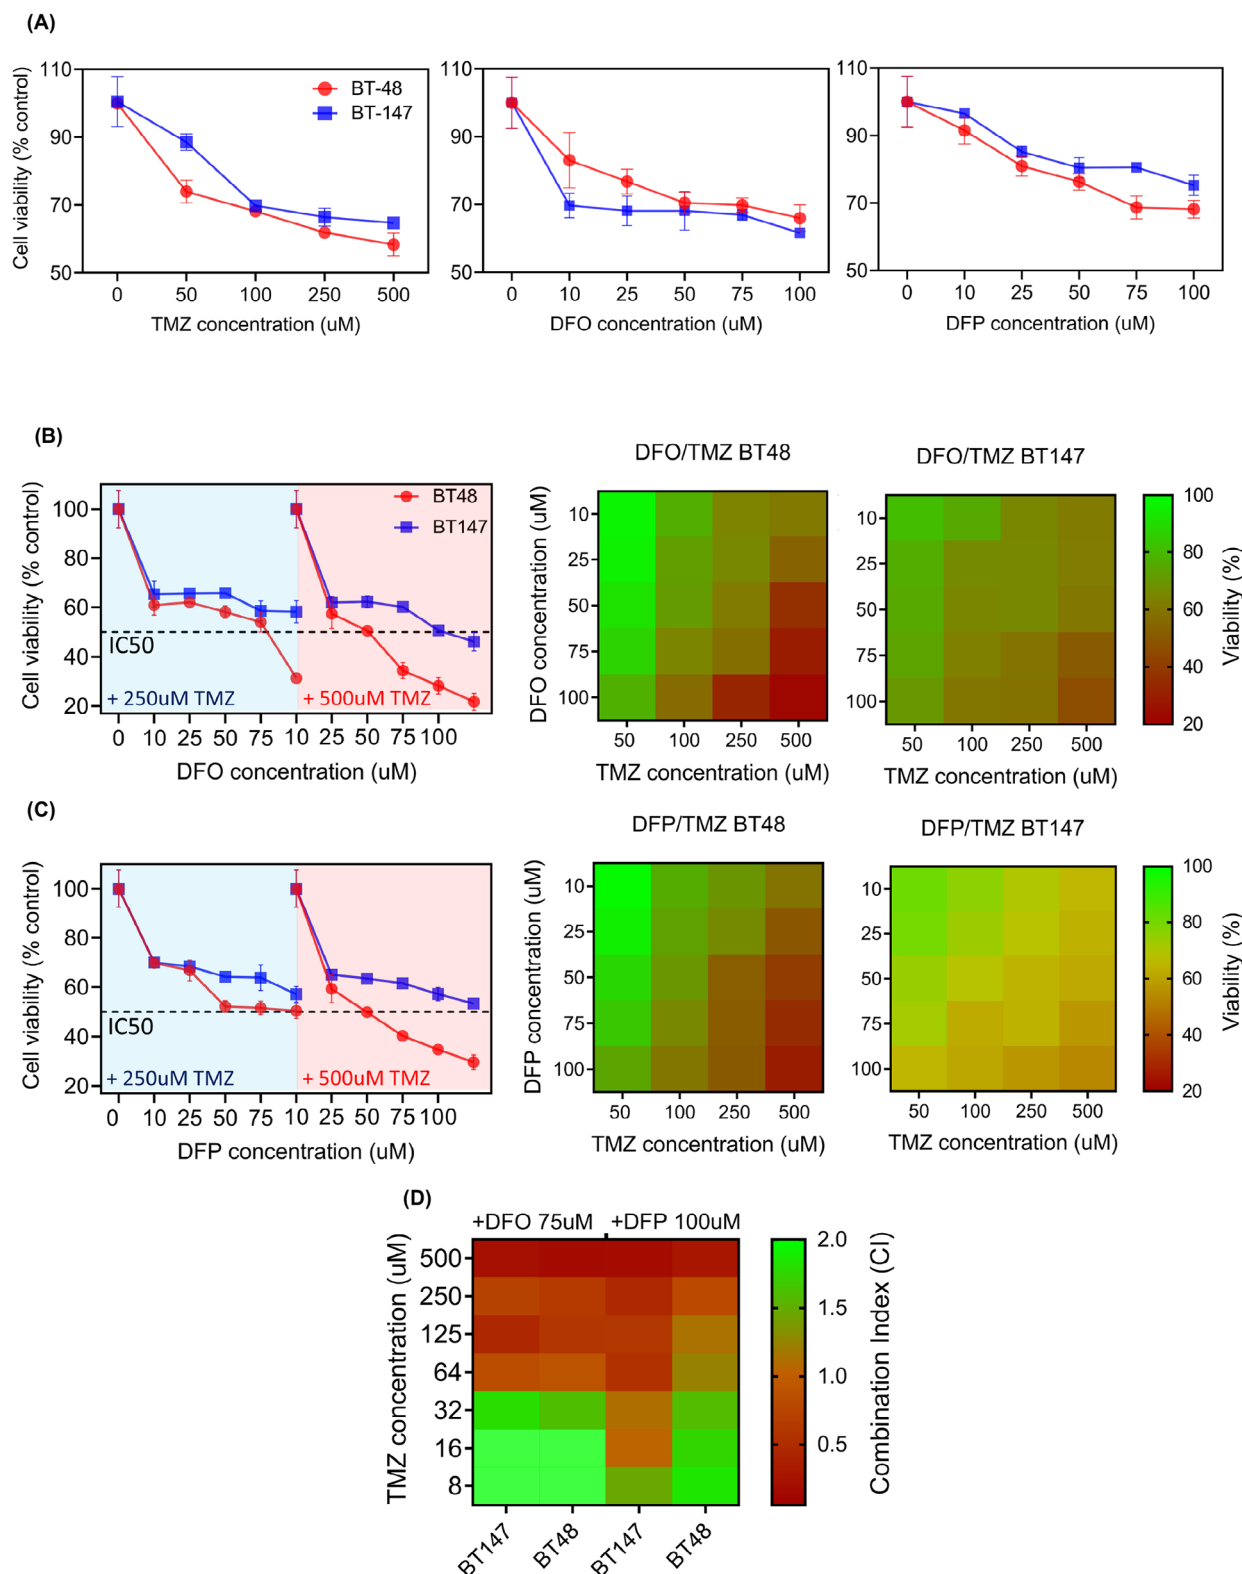 (A)
Cell viability (% control)
110
90
70
50
BT-48
BT-147
0 50 100 250 500
TMZ concentration (uM)
110
90
70
50
0 10 25 50 75 100
DFO concentration (uM)
110
90
70
50
0 10 25 50 75 100
DFP concentration (uM)
(B)
Cell viability (% control)
100
80
60
40
20
BT48
BT147
IC50
+ 250uM TMZ
+ 500uM TMZ
0 10 25 50 75 10 25 50 75 100
DFO concentration (uM)
DFO/TMZ BT48
DFO concentration (uM)
10
25
50
75
100
50 100 250 500
TMZ concentration (uM)
DFO/TMZ BT147
10
25
50
75
100
50 100 250 500
TMZ concentration (uM)
100
80
60
40
20
Viability (%)
(C)
Cell viability (% control)
100
80
60
40
20
IC50
+ 250uM TMZ
+ 500uM TMZ
0 10 25 50 75 10 25 50 75 100
DFP concentration (uM)
DFP/TMZ BT48
DFP concentration (uM)
10
25
50
75
100
50 100 250 500
TMZ concentration (uM)
DFP/TMZ BT147
10
25
50
75
100
50 100 250 500
TMZ concentration (uM)
100
80
60
40
20
Viability (%)
(D)
+DFO 75uM +DFP 100uM
TMZ concentration (uM)
500
250
125
64
32
16
8
BT147 BT48 BT147 BT48
2.0
1.5
1.0
0.5
Combination Index (CI)